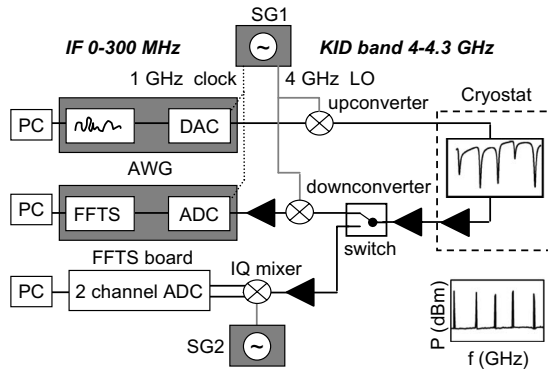 SG1
IF 0-300 MHz
KID band 4-4.3 GHz
1 GHz clock
4 GHz LO
upconverter
Cryostat
PC
DAC
AWG
downconverter
PC
FFTS
ADC
switch
FFTS board
IQ mixer
PC
2 channel ADC
SG2
P (dBm)
f (GHz)